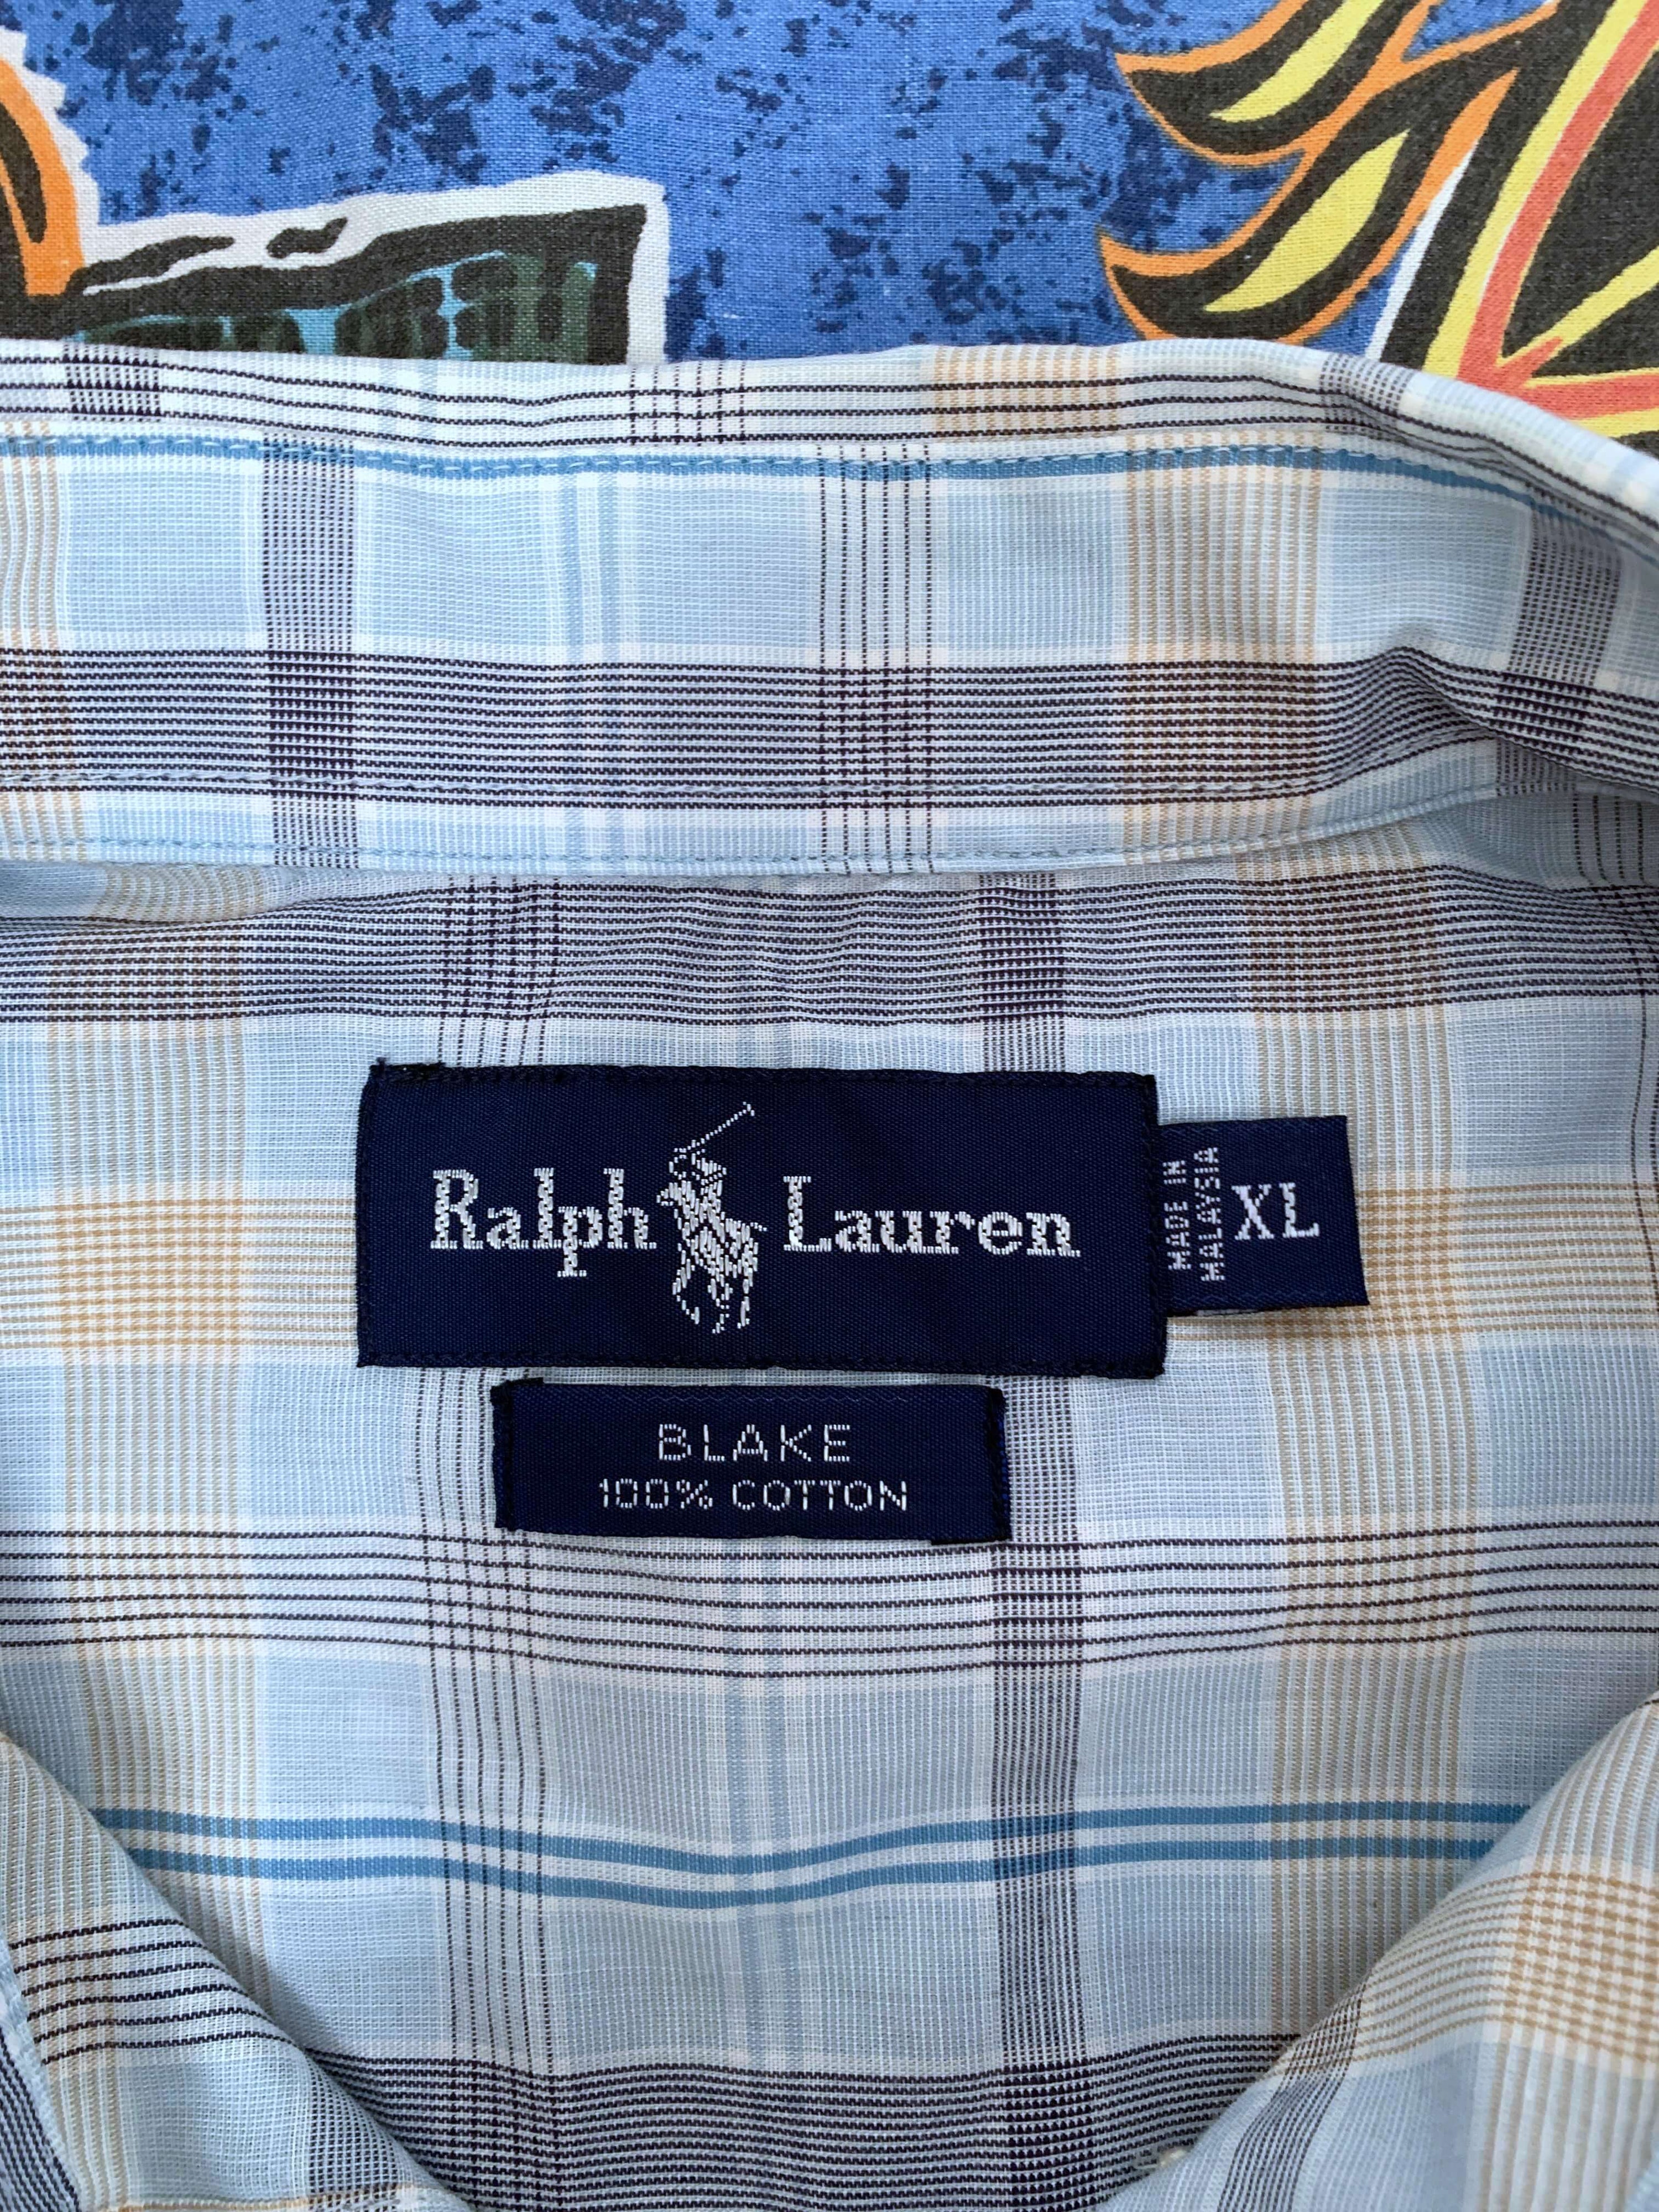 Ralph Lauren
MADE IN
MALAYSIA
XL
BLAKE
100% COTTON